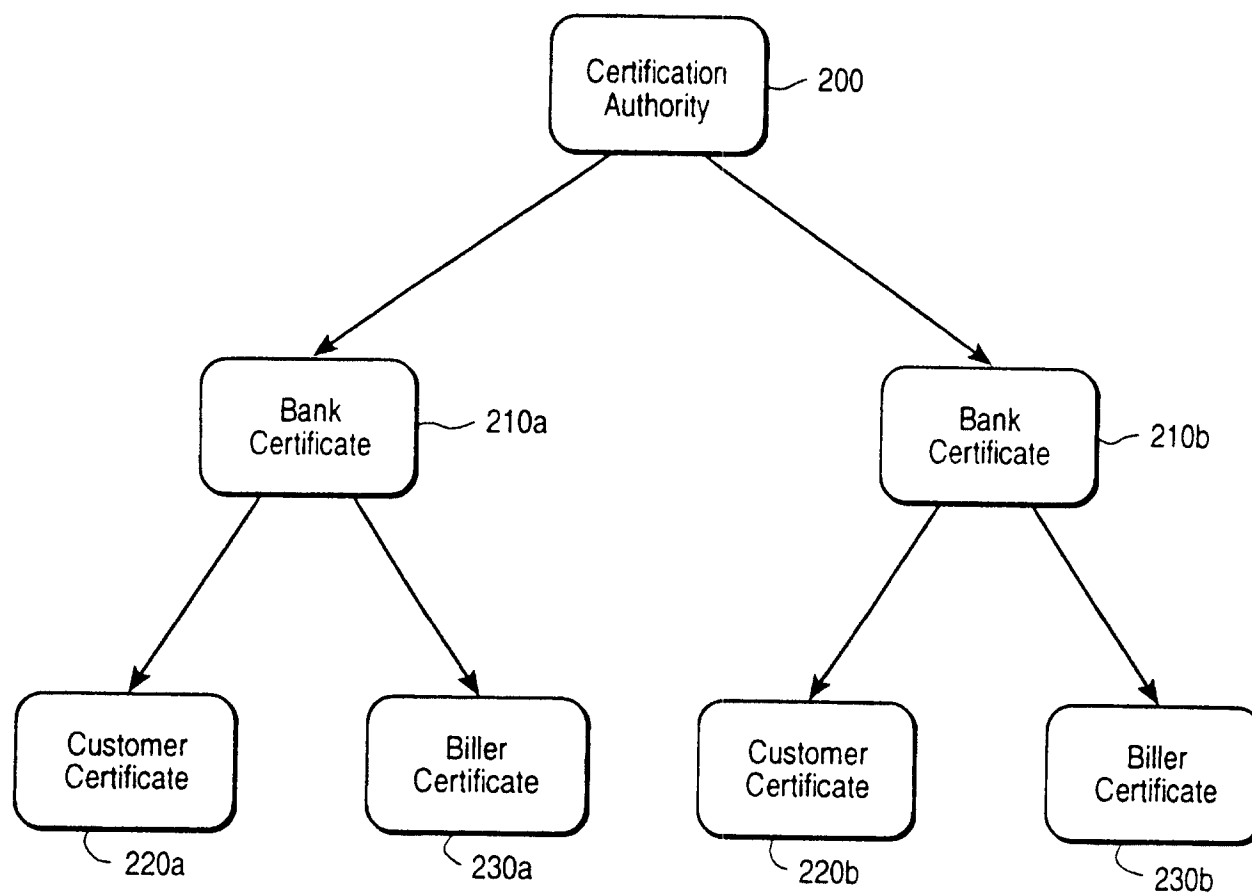 Certification
Authority
200
Bank
Certificate
210a
Bank
Certificate
210b
Customer
Certificate
220a
Biller
Certificate
230a
Customer
Certificate
220b
Biller
Certificate
230b